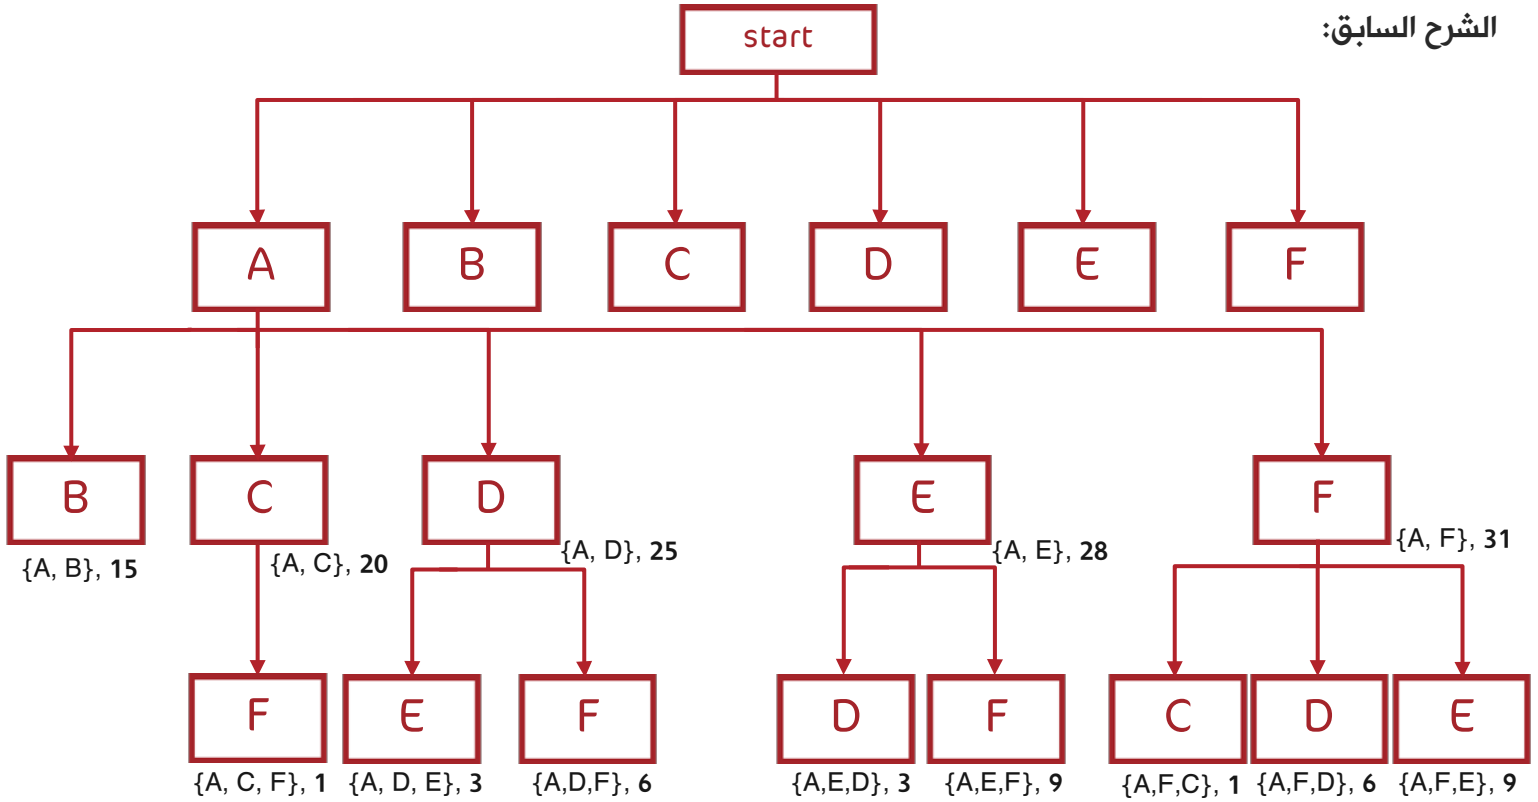 الشرح السابق:
start
A B C D E F
B C D E F
{A, B}, 15 {A, C}, 20 {A, D}, 25 {A, E}, 28 {A, F}, 31
F E F D F C D E
{A, C, F}, 1 {A, D, E}, 3 {A,D,F}, 6 {A,E,D}, 3 {A,E,F}, 9 {A,F,C}, 1 {A,F,D}, 6 {A,F,E}, 9